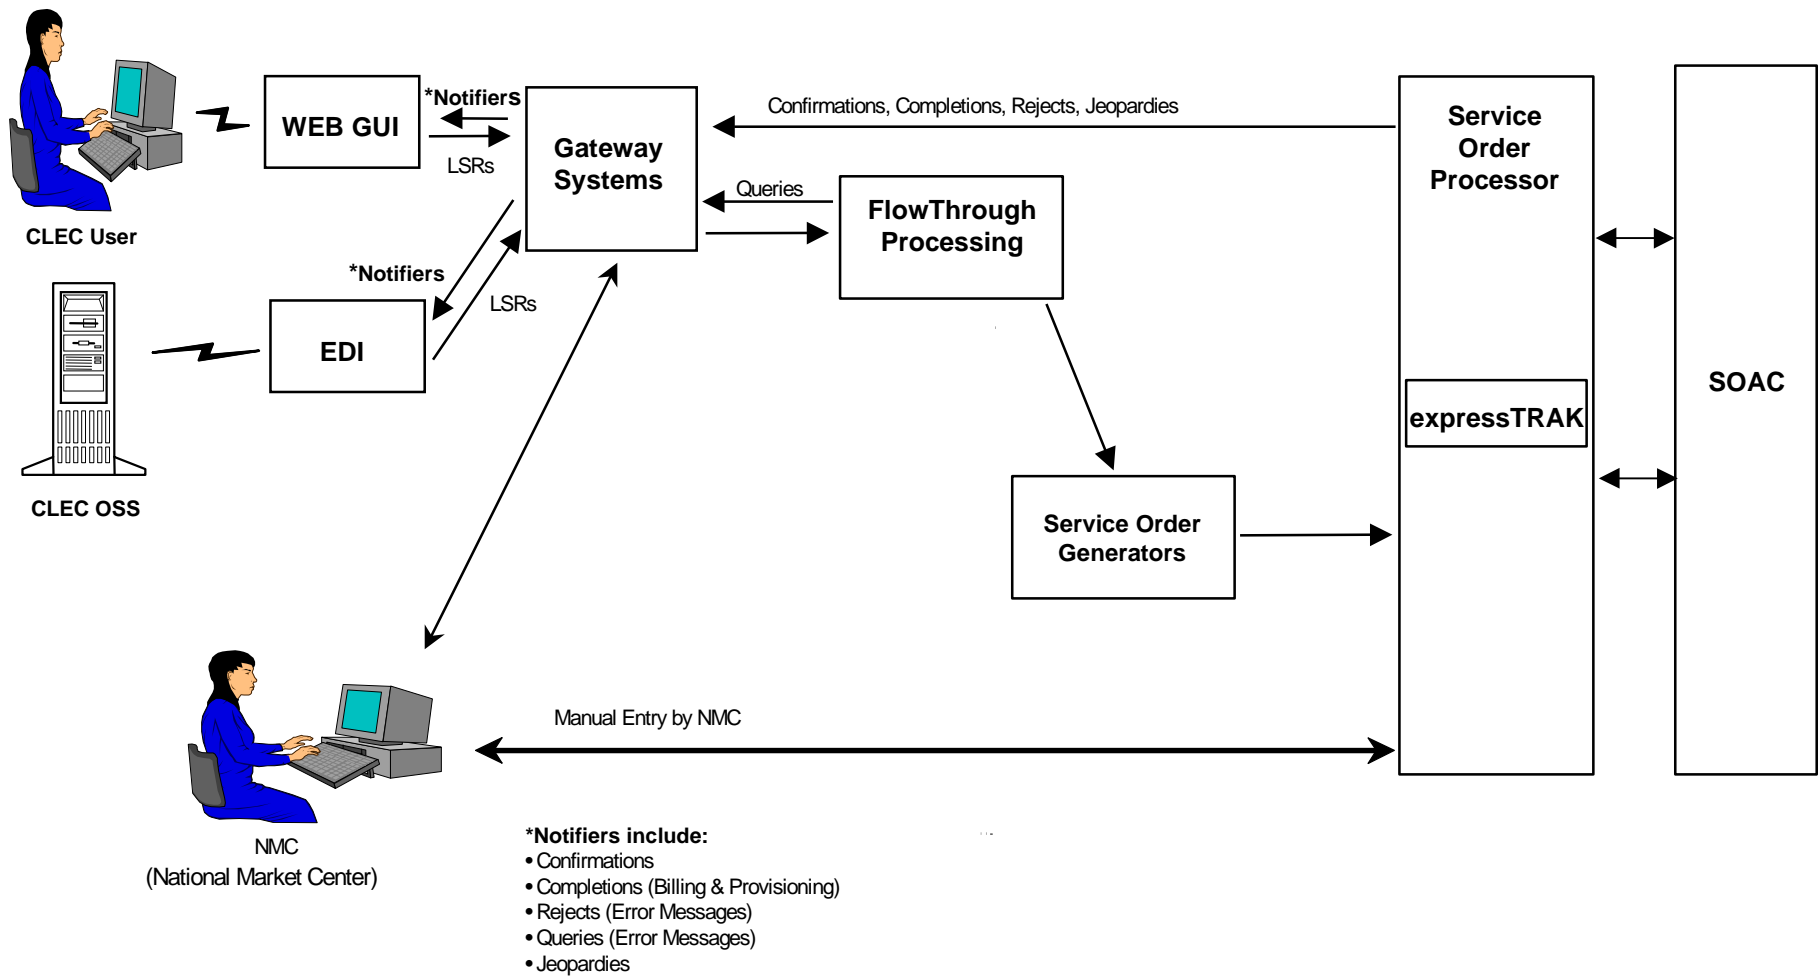 *Notifiers
WEB GUI
LSRs
Gateway
Systems
Confirmations, Completions, Rejects, Jeopardies
Queries
FlowThrough
Processing
Service
Order
Processor
CLEC User
*Notifiers
LSRs
EDI
CLEC OSS
expressTRAK
SOAC
Service Order
Generators
Manual Entry by NMC
NMC
(National Market Center)
*Notifiers include:
• Confirmations
• Completions (Billing & Provisioning)
• Rejects (Error Messages)
• Queries (Error Messages)
• Jeopardies